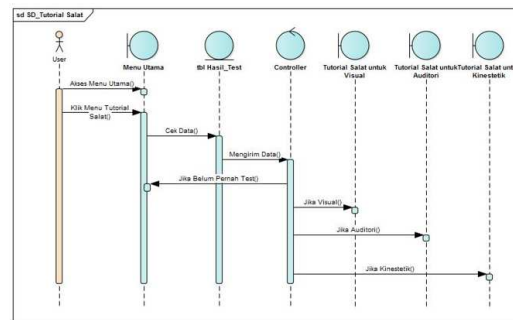 sd SD_Tutorial Salat
User
Menu Utama
tbl Hasil_Test
Controller
Tutorial Salat untuk
Visual
Tutorial Salat untuk
Auditori
Tutorial Salat untuk
Kinestetik
Akses Menu Utama()
Klik Menu Tutorial
Salat()
Cek Data()
Mengirim Data()
Jika Belum Pernah Test()
Jika Visual()
Jika Auditori()
Jika Kinestetik()